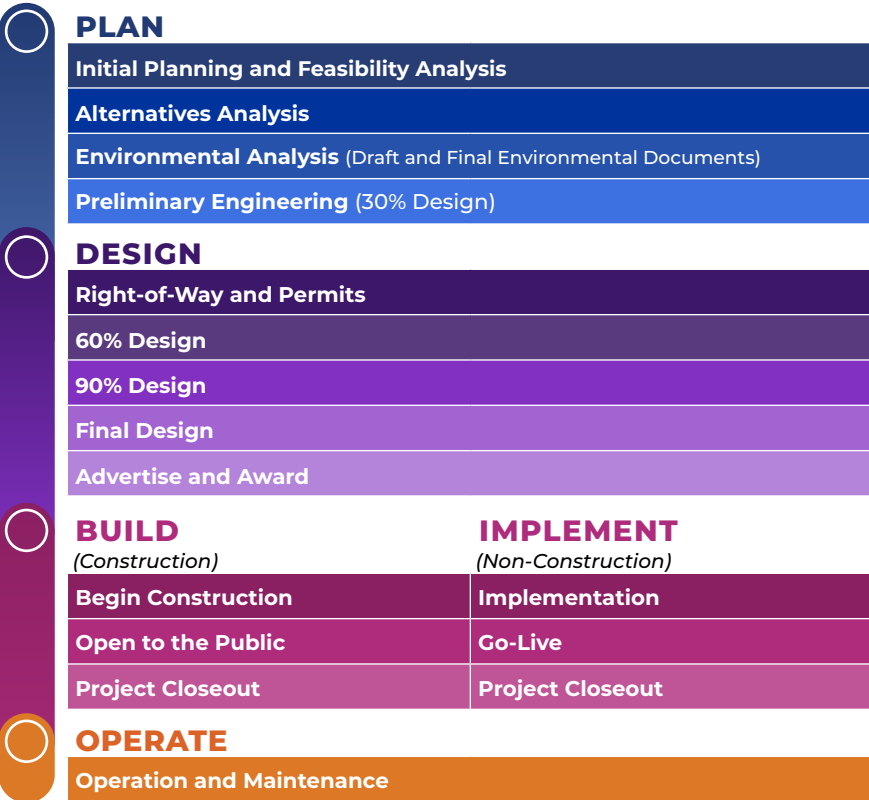 PLAN
Initial Planning and Feasibility Analysis
Alternatives Analysis
Environmental Analysis (Draft and Final Environmental Documents)
Preliminary Engineering (30% Design)
DESIGN
Right-of-Way and Permits
60% Design
90% Design
Final Design
Advertise and Award
BUILD
(Construction)
Begin Construction
Open to the Public
Project Closeout
IMPLEMENT
(Non-Construction)
Implementation
Go-Live
Project Closeout
OPERATE
Operation and Maintenance